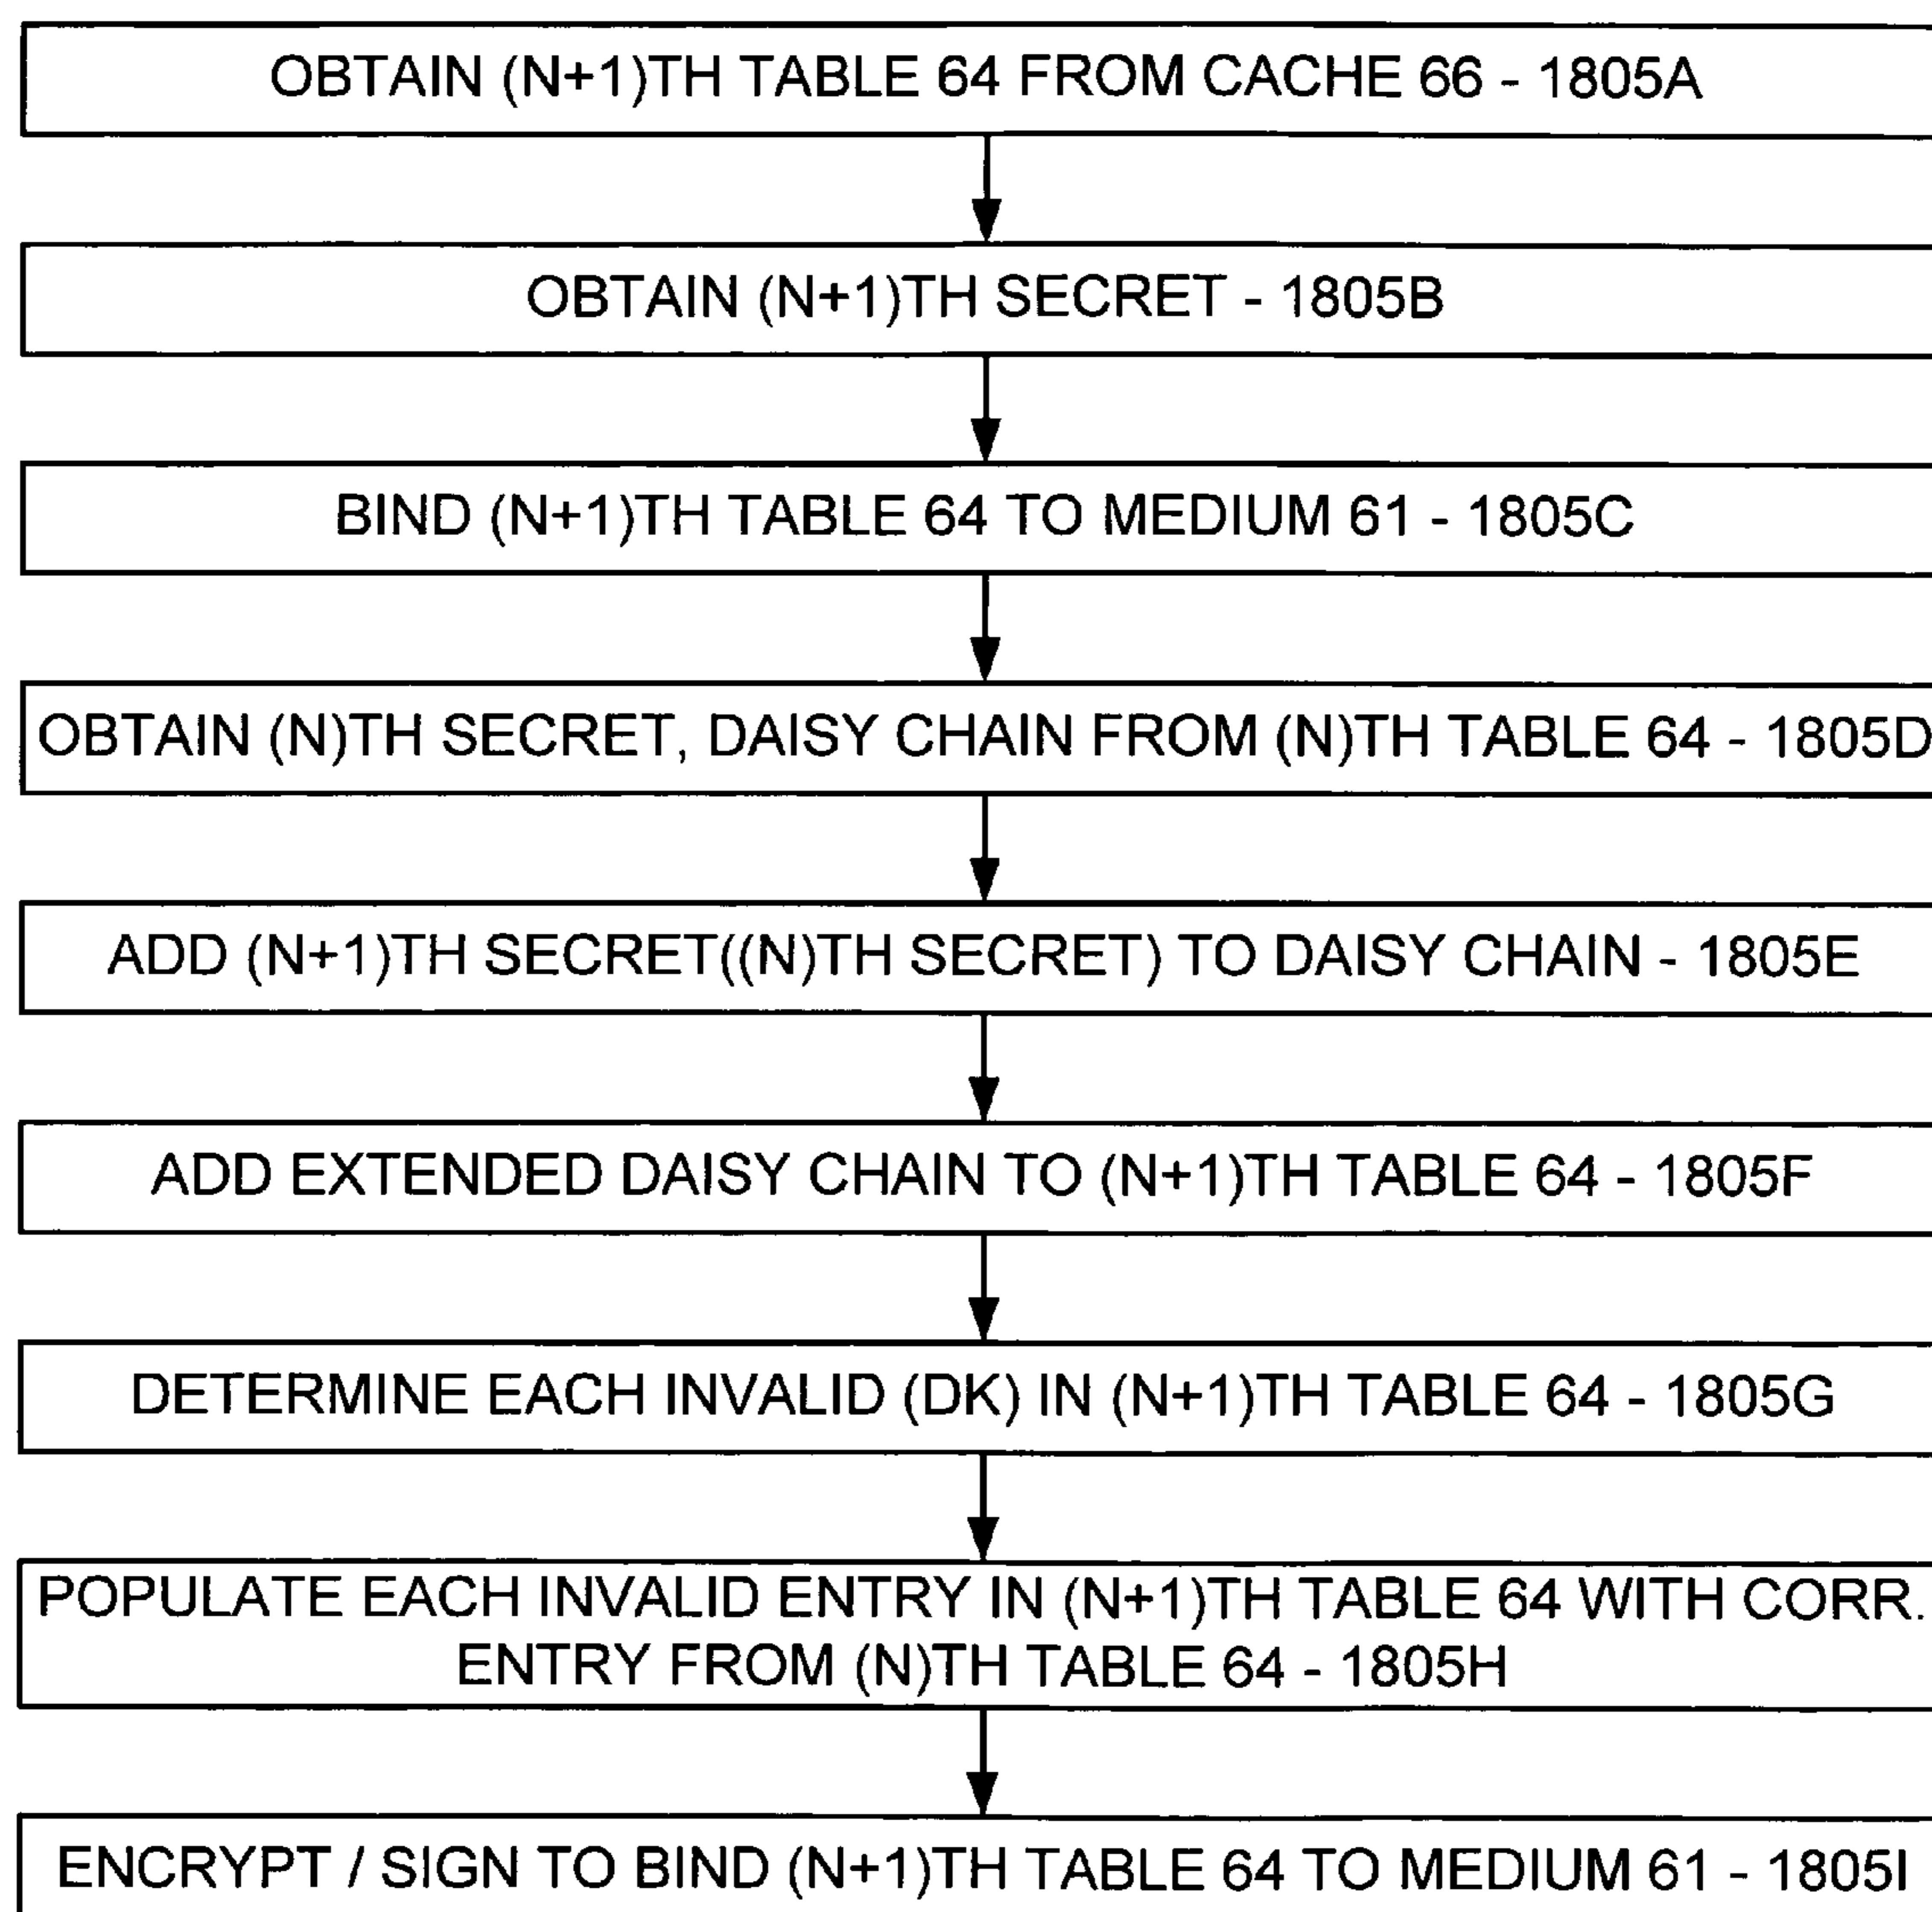 OBTAIN (N+1)TH TABLE 64 FROM CACHE 66 - 1805A
OBTAIN (N+1)TH SECRET - 1805B
BIND (N+1)TH TABLE 64 TO MEDIUM 61 - 1805C
OBTAIN (N)TH SECRET, DAISY CHAIN FROM (N)TH TABLE 64 - 1805D
ADD (N+1)TH SECRET((N)TH SECRET) TO DAISY CHAIN - 1805E
ADD EXTENDED DAISY CHAIN TO (N+1)TH TABLE 64 - 1805F
DETERMINE EACH INVALID (DK) IN (N+1)TH TABLE 64 - 1805G
POPULATE EACH INVALID ENTRY IN (N+1)TH TABLE 64 WITH CORR.
ENTRY FROM (N)TH TABLE 64 - 1805H
ENCRYPT / SIGN TO BIND (N+1)TH TABLE 64 TO MEDIUM 61 - 1805I